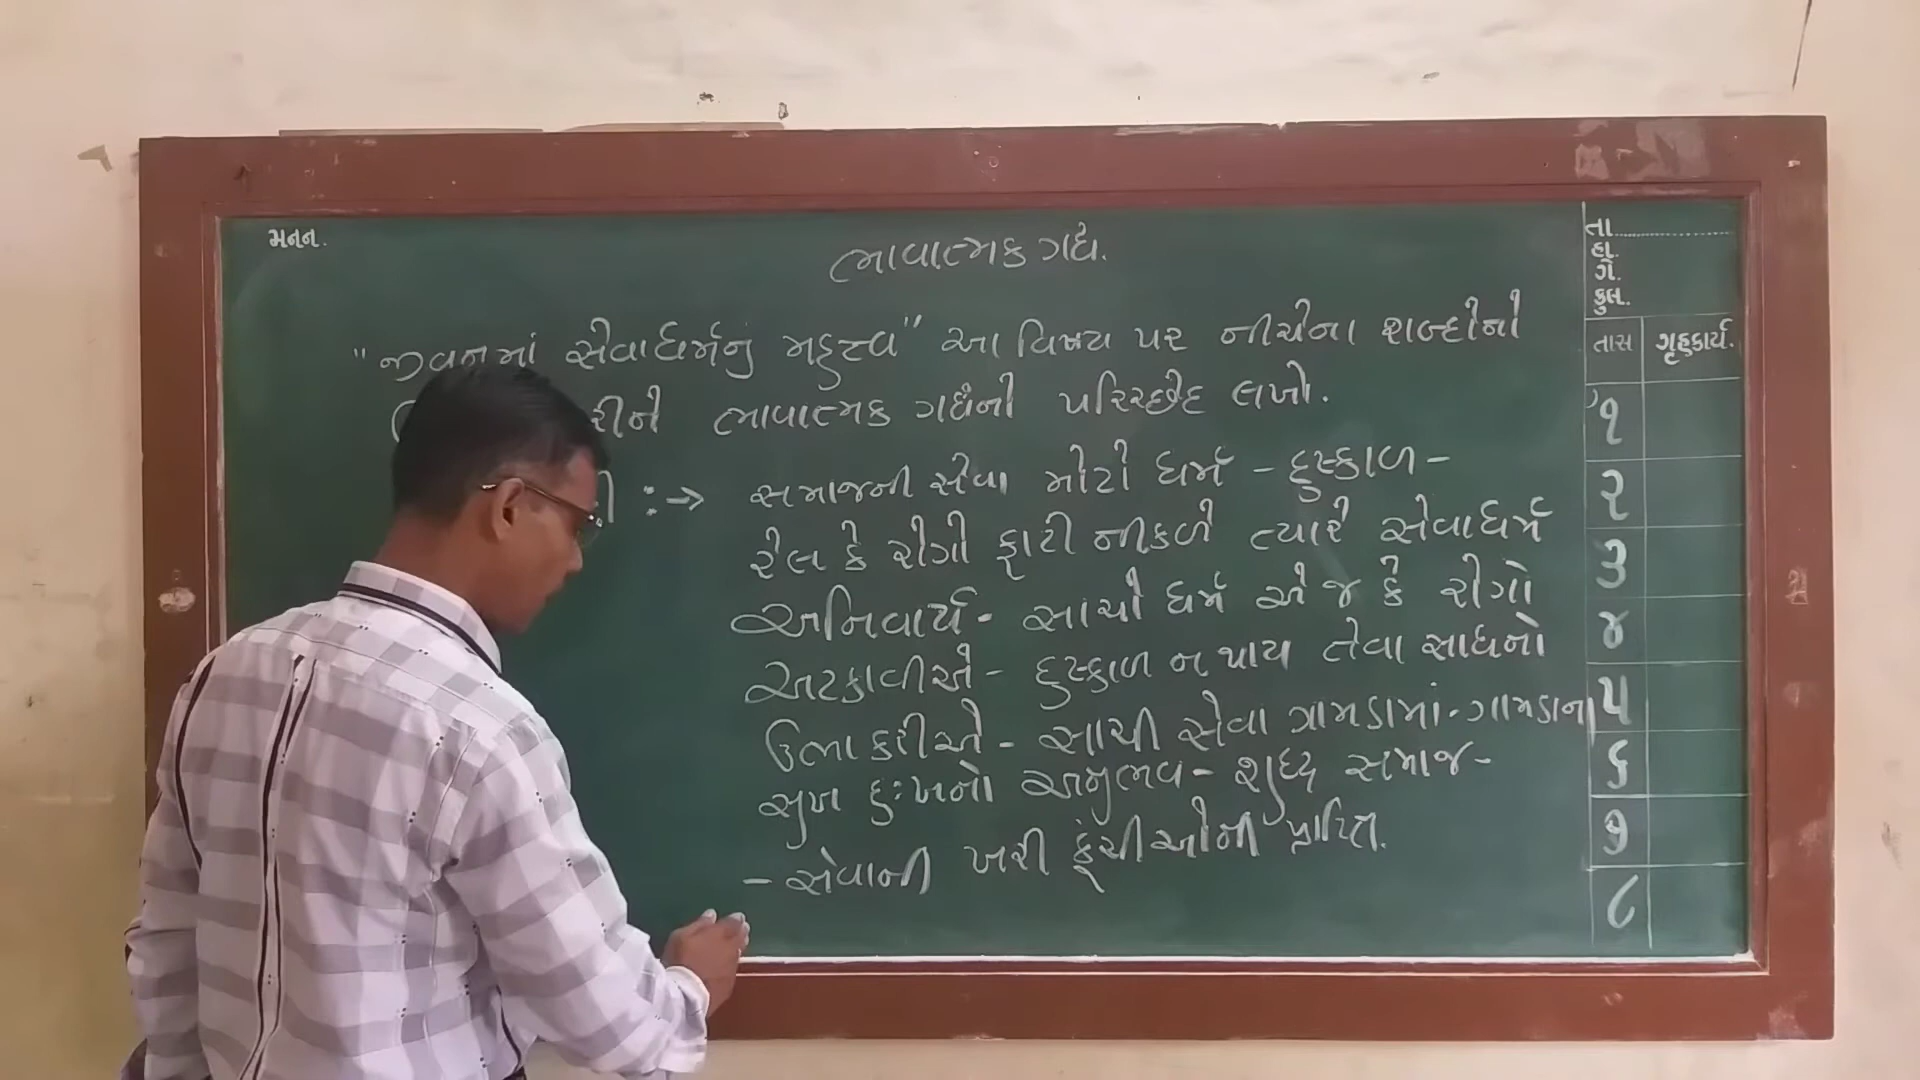 મનન.
ભાવાત્મક ગદ્ય.
"જીવનમાં સેવાધર્મનું મહત્ત્વ" આ વિષય પર નીચેના શબ્દોનો
રીને ભાવાત્મક ગદ્યનો પરિચ્છેદ લખો.
ી :→ સમાજની સેવા મોટો ધર્મ - દુષ્કાળ -
રેલ કે રોગો ફાટી નીકળે ત્યારે સેવાધર્મ
અનિવાર્ય - સાચો ધર્મ એ જ કે રોગો
અટકાવીએ - દુષ્કાળ ન થાય તેવા સાધનો
ઉભા કરીએ - સાચી સેવા ગામડામાં - ગામડાના
સુખ દુઃખનો અનુભવ - શુદ્ધ સમાજ -
- સેવાની ખરી કૂંચીઓની પ્રાપ્તિ.
તા..............
હા.
ગે.
કુલ.
તાસ ગૃહકાર્ય.
૧
૨
૩
૪
૫
૬
૭
૮